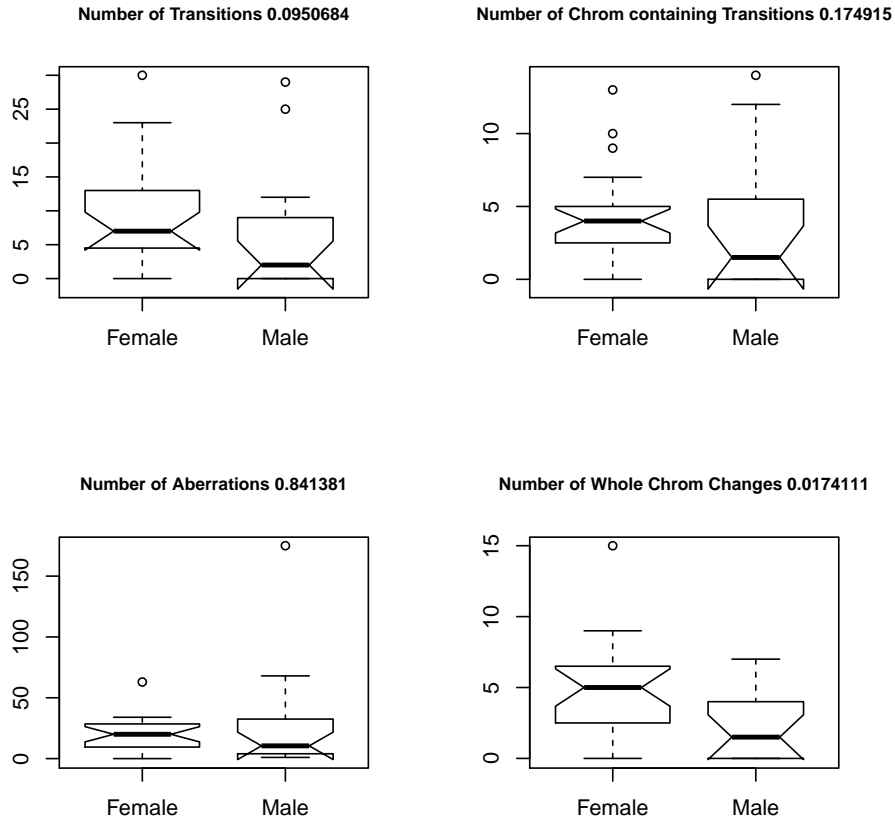 Number of Transitions 0.0950684
25
15
5
0
Female Male
Number of Chrom containing Transitions 0.174915
10
5
0
Female Male
Number of Aberrations 0.841381
150
100
50
0
Female Male
Number of Whole Chrom Changes 0.0174111
15
10
5
0
Female Male